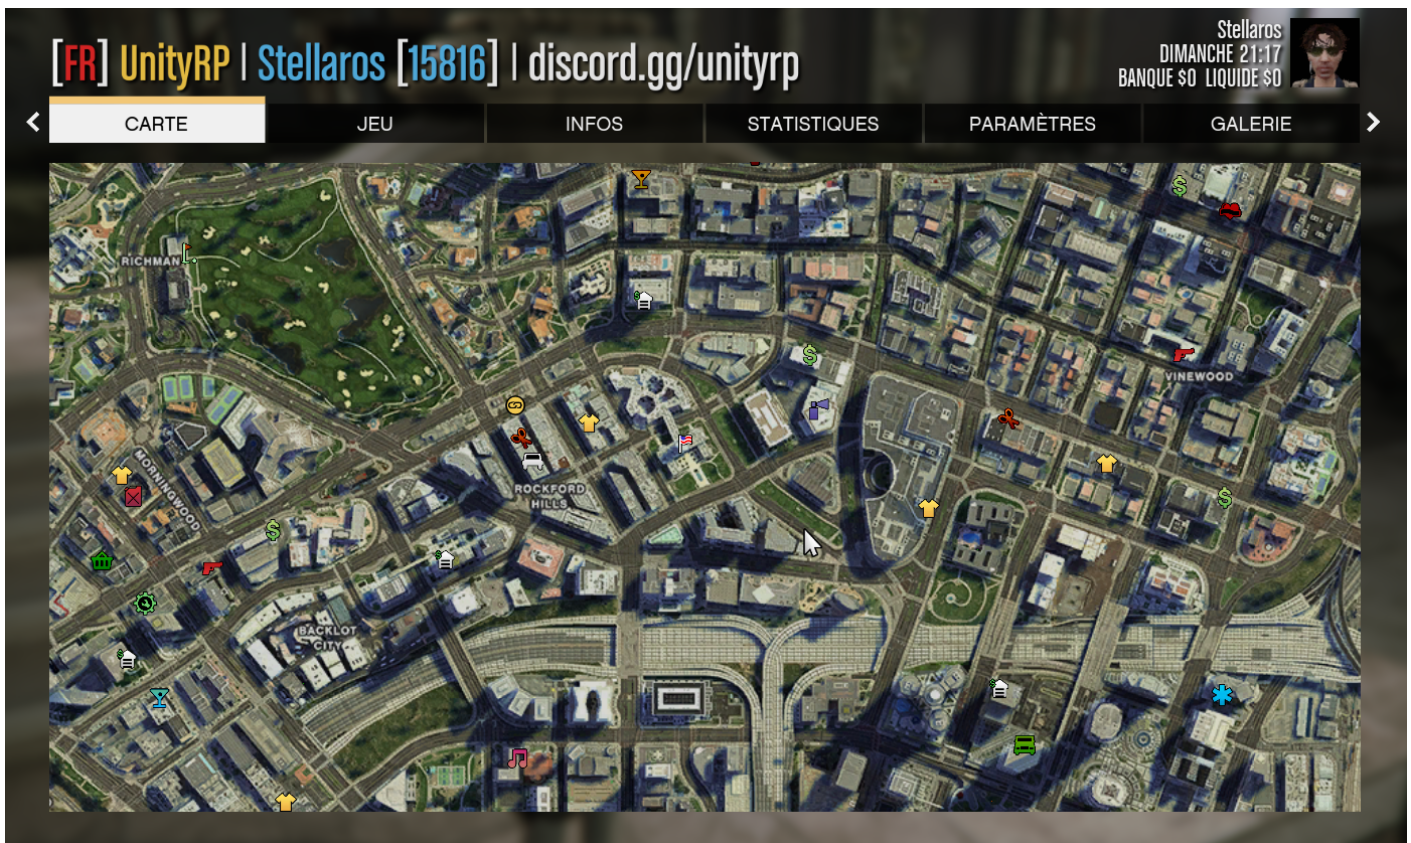 [FR] UnityRP | Stellaros [15816] | discord.gg/unityrp
Stellaros
DIMANCHE 21:17
BANQUE $0 LIQUIDE $0
CARTE
JEU
INFOS
STATISTIQUES
PARAMÈTRES
GALERIE
RICHMAN
VINEWOOD
MORNINGWOOD
ROCKFORD
HILLS
BACKLOT
CITY